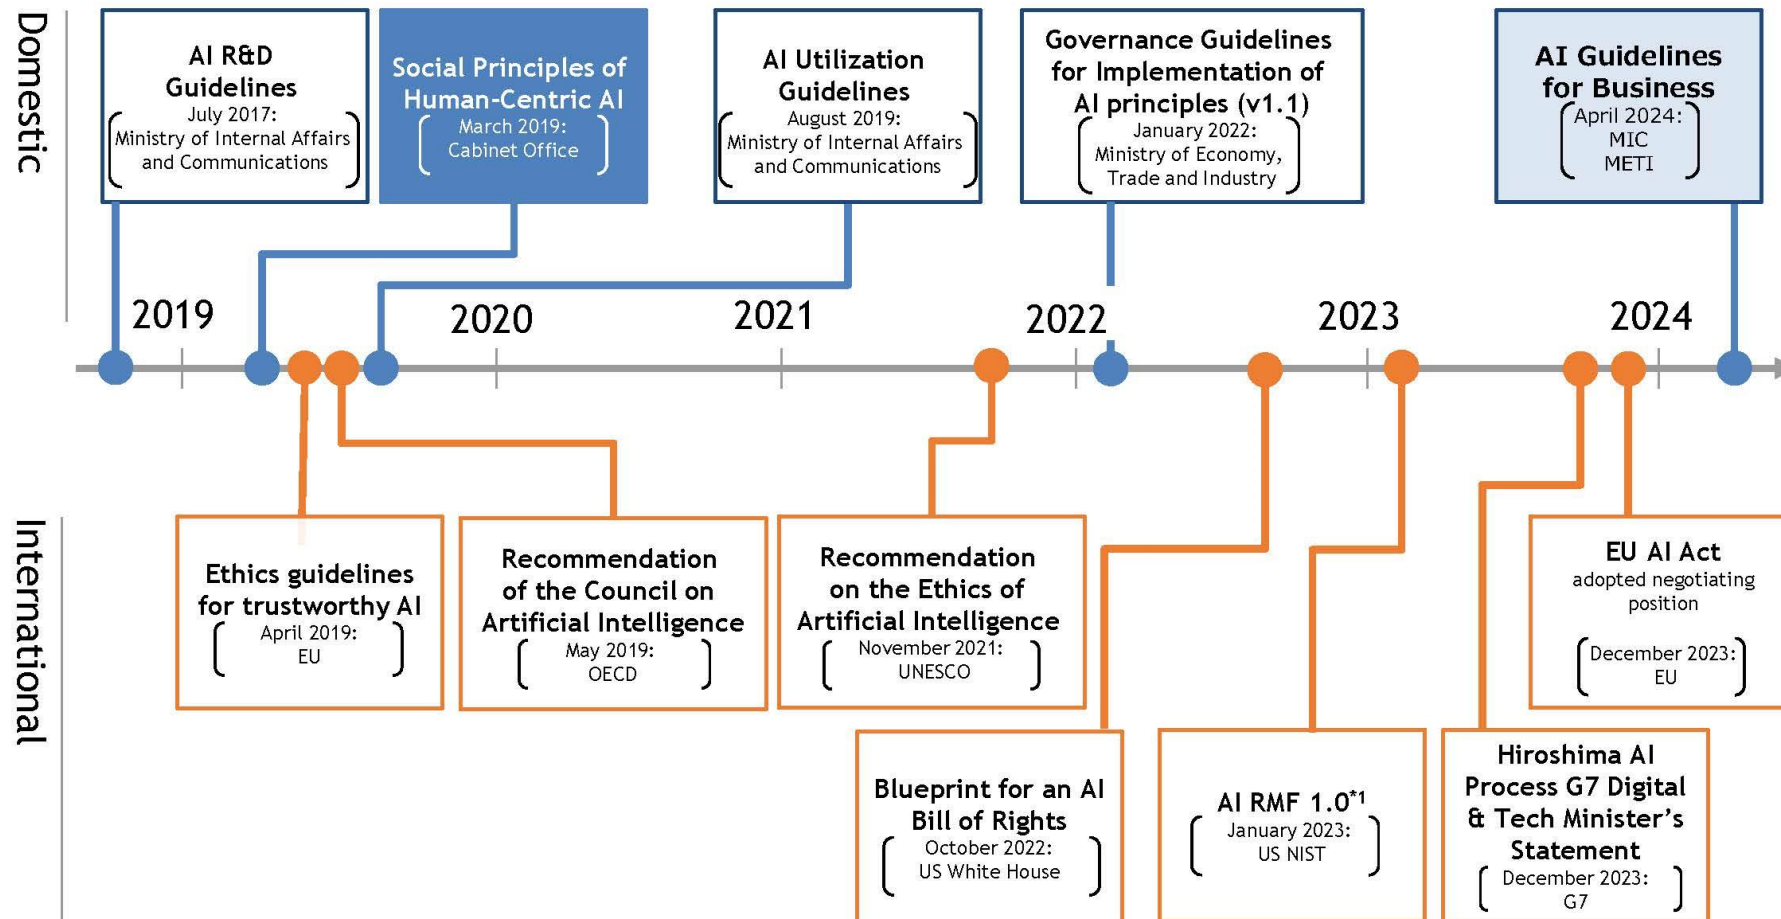 Domestic
AI R&D
Guidelines
July 2017:
Ministry of Internal Affairs
and Communications
Social Principles of
Human-Centric AI
March 2019:
Cabinet Office
AI Utilization
Guidelines
August 2019:
Ministry of Internal Affairs
and Communications
Governance Guidelines
for Implementation of
AI principles (v1.1)
January 2022:
Ministry of Economy,
Trade and Industry
AI Guidelines
for Business
April 2024:
MIC
METI
2019
2020
2021
2022
2023
2024
International
Ethics guidelines
for trustworthy AI
April 2019:
EU
Recommendation
of the Council on
Artificial Intelligence
May 2019:
OECD
Recommendation
on the Ethics of
Artificial Intelligence
November 2021:
UNESCO
EU AI Act
adopted negotiating
position
December 2023:
EU
Blueprint for an AI
Bill of Rights
October 2022:
US White House
AI RMF 1.0*1
January 2023:
US NIST
Hiroshima AI
Process G7 Digital
& Tech Minister's
Statement
December 2023:
G7